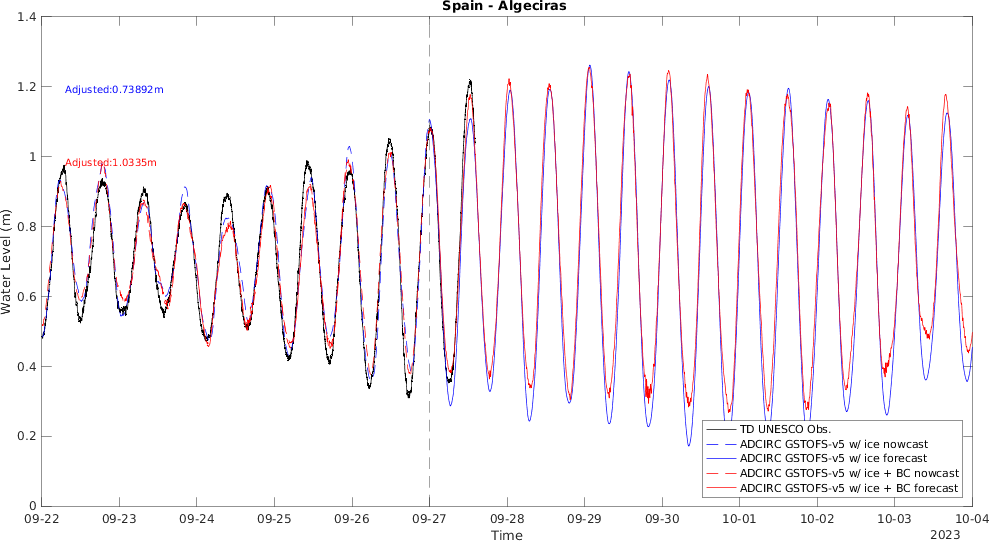 Spain - Algeciras
1.4
1.2
1
0.8
0.6
0.4
0.2
0
Water Level (m)
Adjusted:0.73892m
Adjusted:1.0335m
TD UNESCO Obs.
ADCIRC GSTOFS-v5 w/ ice nowcast
ADCIRC GSTOFS-v5 w/ ice forecast
ADCIRC GSTOFS-v5 w/ ice + BC nowcast
ADCIRC GSTOFS-v5 w/ ice + BC forecast
09-22 09-23 09-24 09-25 09-26 09-27 09-28 09-29 09-30 10-01 10-02 10-03 10-04
Time
2023